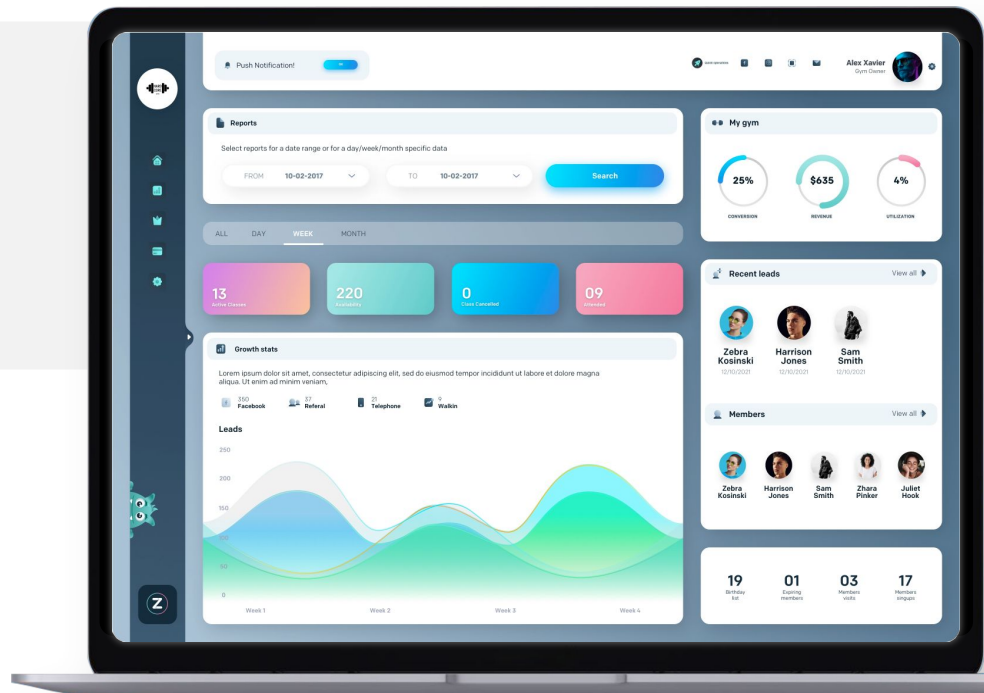 Push Notification!
Alex Xavier
Gym Owner
Reports
Select reports for a date range or for a day/week/month specific data
FROM 10-02-2017
TO 10-02-2017
Search
ALL DAY WEEK MONTH
13
Active Classes
220
Availability
0
Class Cancelled
09
Attended
Growth stats
Lorem ipsum dolor sit amet, consectetur adipiscing elit, sed do eiusmod tempor incididunt ut labore et dolore magna
aliqua. Ut enim ad minim veniam,
350
Facebook
37
Referal
21
Telephone
9
Walkin
Leads
250
200
150
100
50
0
Week 1 Week 2 Week 3 Week 4
Z
My gym
25%
CONVERSION
$635
REVENUE
4%
UTILIZATION
Recent leads
View all
Zebra
Kosinski
12/10/2021
Harrison
Jones
12/10/2021
Sam
Smith
12/10/2021
Members
View all
Zebra
Kosinski
Harrison
Jones
Sam
Smith
Zhara
Pinker
Juliet
Hook
19
Birthday
list
01
Expiring
members
03
Members
visits
17
Members
singups